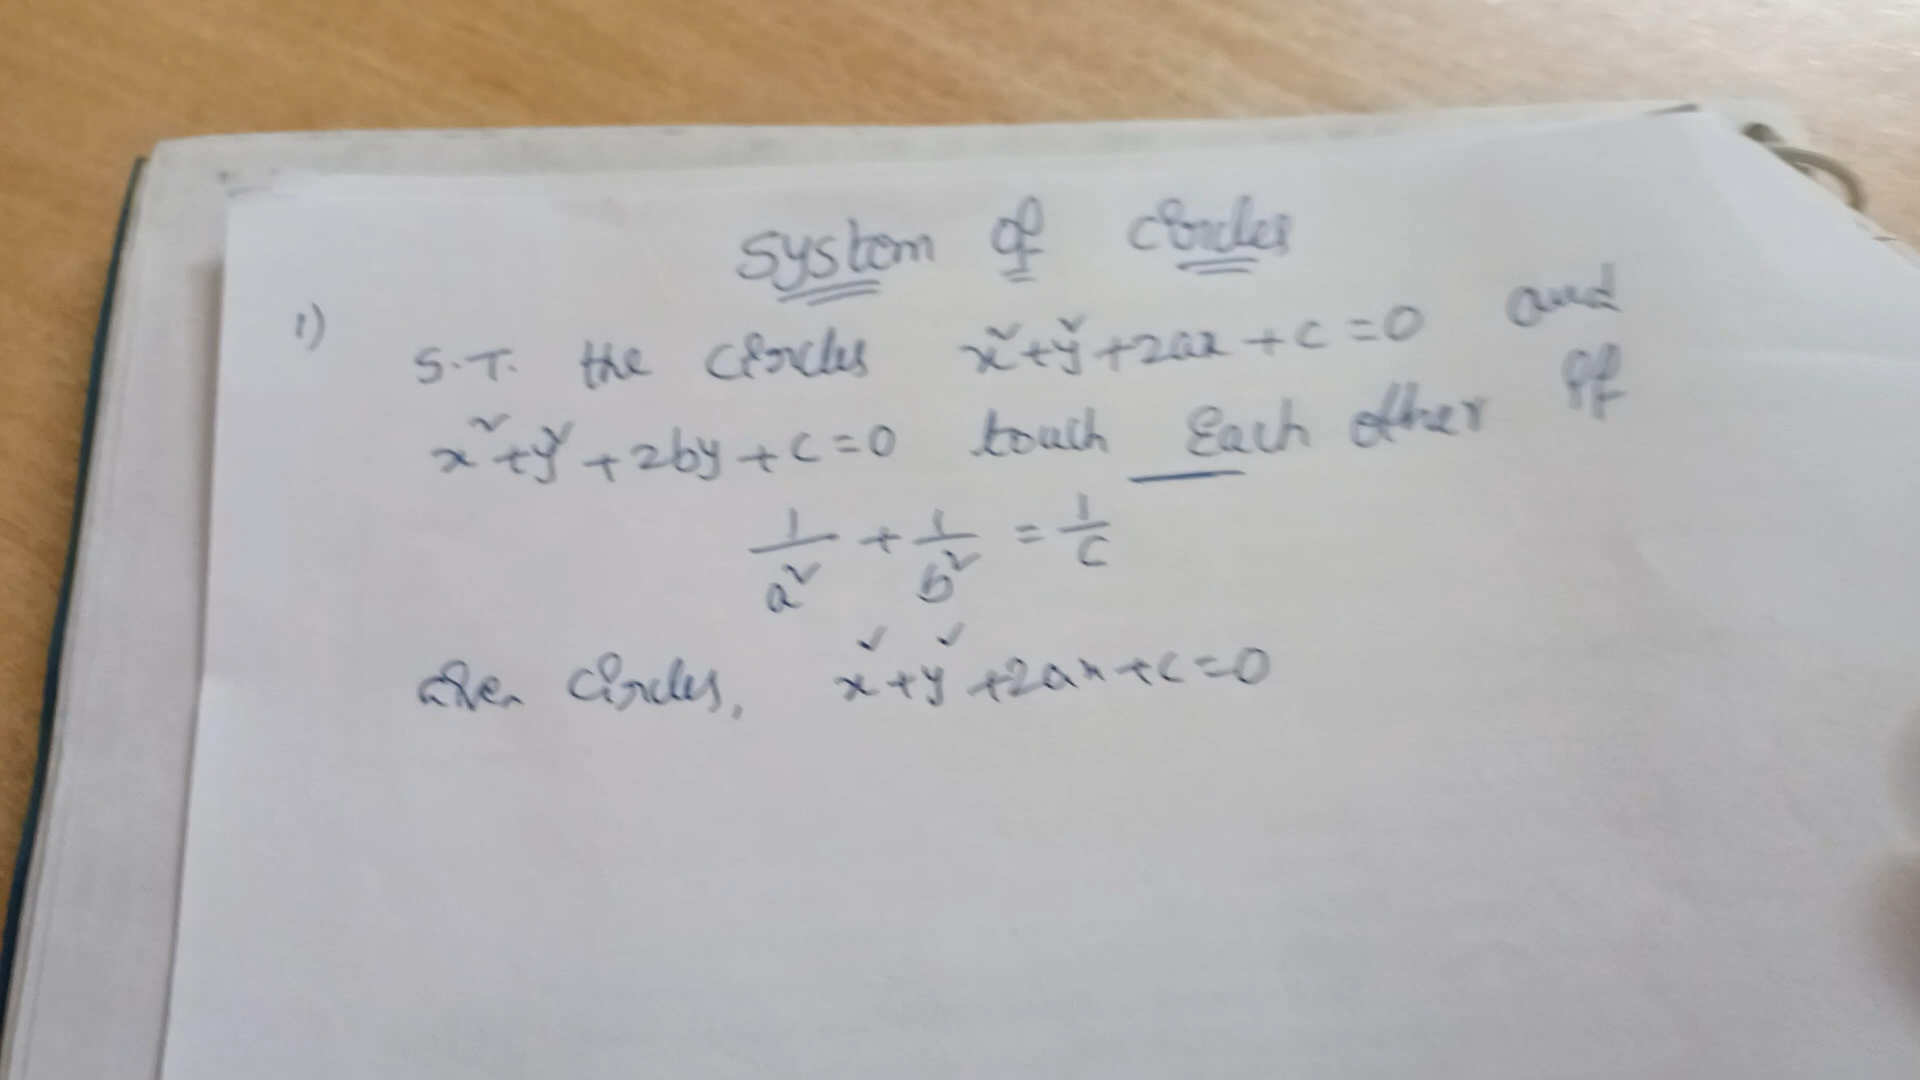 System of Circles
1) S.T. the circles x²+y²+2ax+c=0 and
x²+y²+2by+c=0 touch Each other if
1/a² + 1/b² = 1/c
Given Circles, x²+y²+2ax+c=0